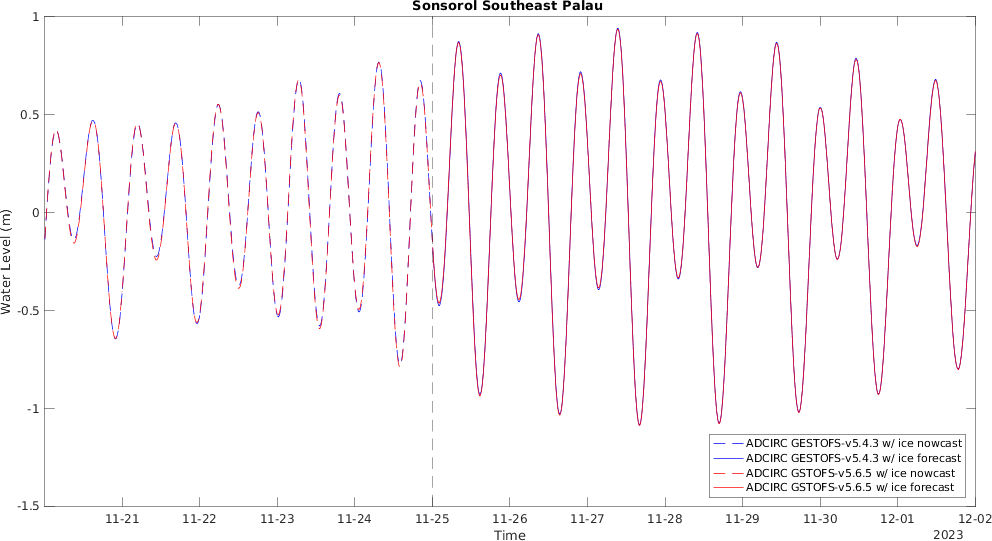 Sonsorol Southeast Palau
1
0.5
0
-0.5
-1
-1.5
Water Level (m)
ADCIRC GESTOFS-v5.4.3 w/ ice nowcast
ADCIRC GESTOFS-v5.4.3 w/ ice forecast
ADCIRC GSTOFS-v5.6.5 w/ ice nowcast
ADCIRC GSTOFS-v5.6.5 w/ ice forecast
11-21 11-22 11-23 11-24 11-25 11-26 11-27 11-28 11-29 11-30 12-01 12-02
Time
2023